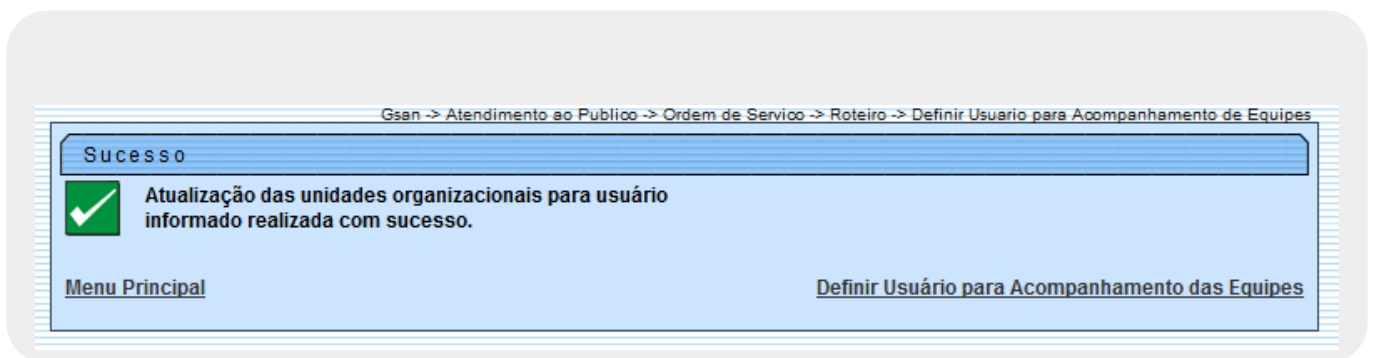 Gsan -> Atendimento ao Publico -> Ordem de Servico -> Roteiro -> Definir Usuario para Acompanhamento de Equipes
Sucesso
Atualização das unidades organizacionais para usuário
informado realizada com sucesso.
Menu Principal
Definir Usuário para Acompanhamento das Equipes